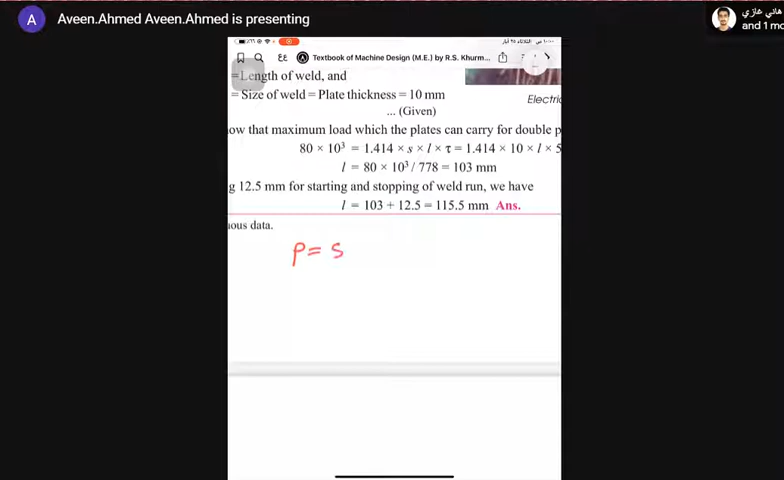 A Aveen.Ahmed Aveen.Ahmed is presenting
هاني غازي
and 1 mo
Textbook of Machine Design (M.E.) by R.S. Khurm...
=Length of weld, and
= Size of weld = Plate thickness = 10 mm
... (Given)
Electric
ow that maximum load which the plates can carry for double p
80 × 10³ = 1.414 × s × l × τ = 1.414 × 10 × l × 5
l = 80 × 10³ / 778 = 103 mm
g 12.5 mm for starting and stopping of weld run, we have
l = 103 + 12.5 = 115.5 mm Ans.
ious data.
P= s